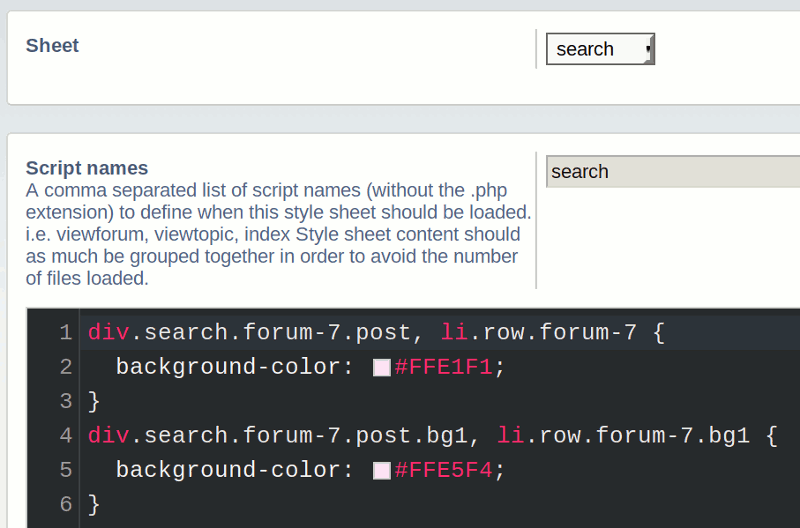 Sheet
search
Script names
A comma separated list of script names (without the .php
extension) to define when this style sheet should be loaded.
i.e. viewforum, viewtopic, index Style sheet content should
as much be grouped together in order to avoid the number
of files loaded.
search
1 div.search.forum-7.post, li.row.forum-7 {
2 background-color: #FFE1F1;
3 }
4 div.search.forum-7.post.bg1, li.row.forum-7.bg1 {
5 background-color: #FFE5F4;
6 }